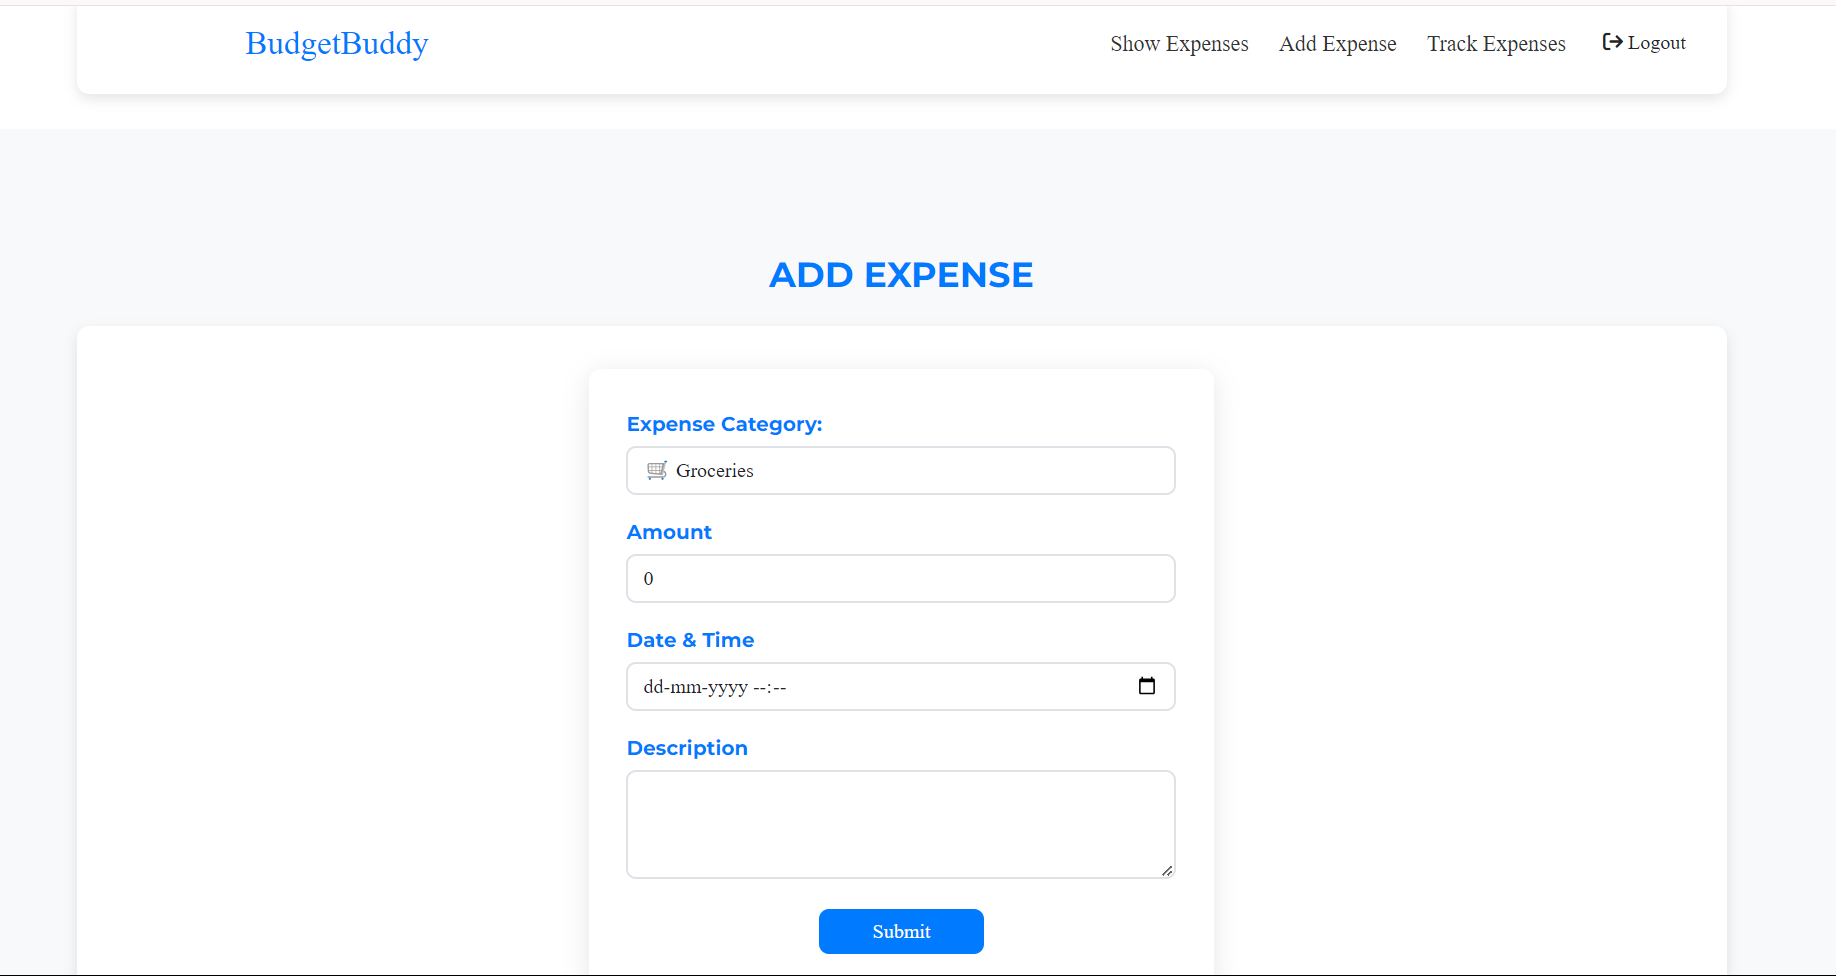 BudgetBuddy Show Expenses Add Expense Track Expenses Logout
ADD EXPENSE
Expense Category:
🛒 Groceries
Amount
0
Date & Time
dd-mm-yyyy --:--
Description
Submit